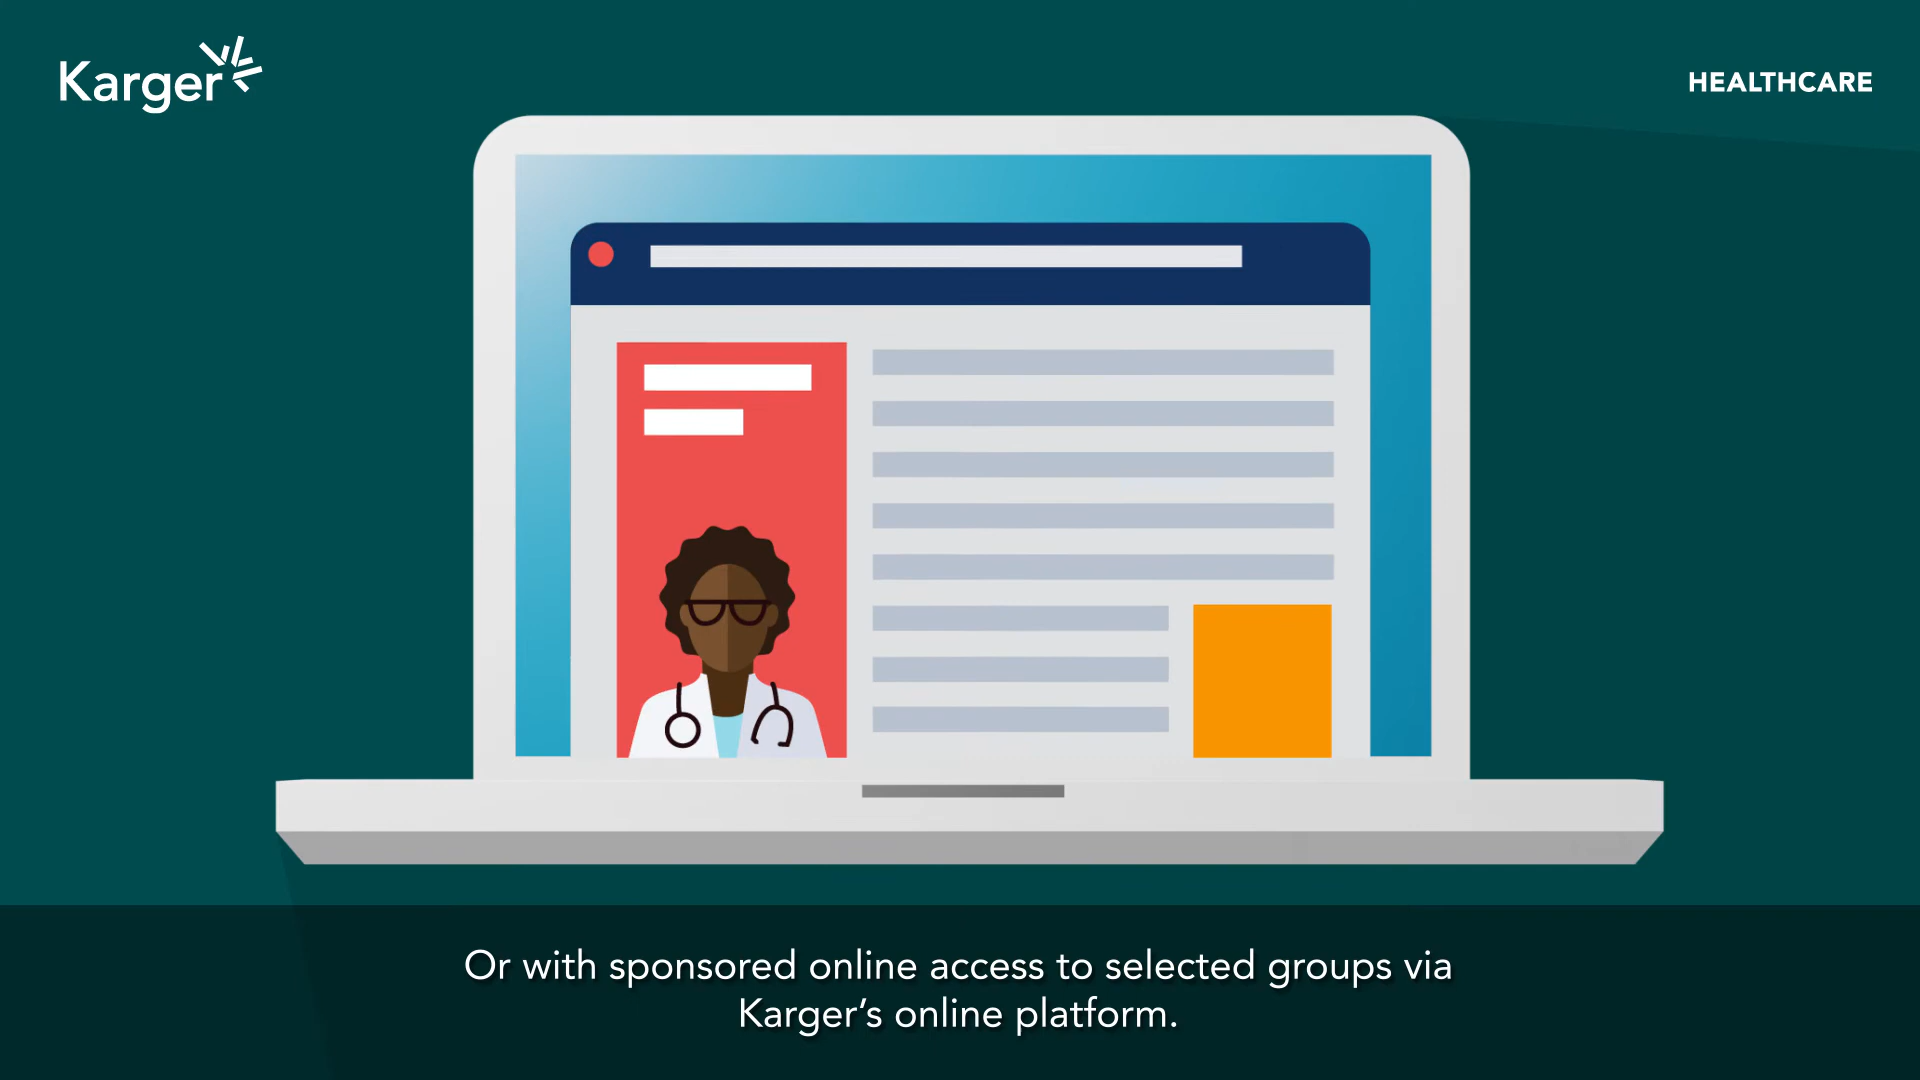 Karger
HEALTHCARE
Or with sponsored online access to selected groups via
Karger’s online platform.